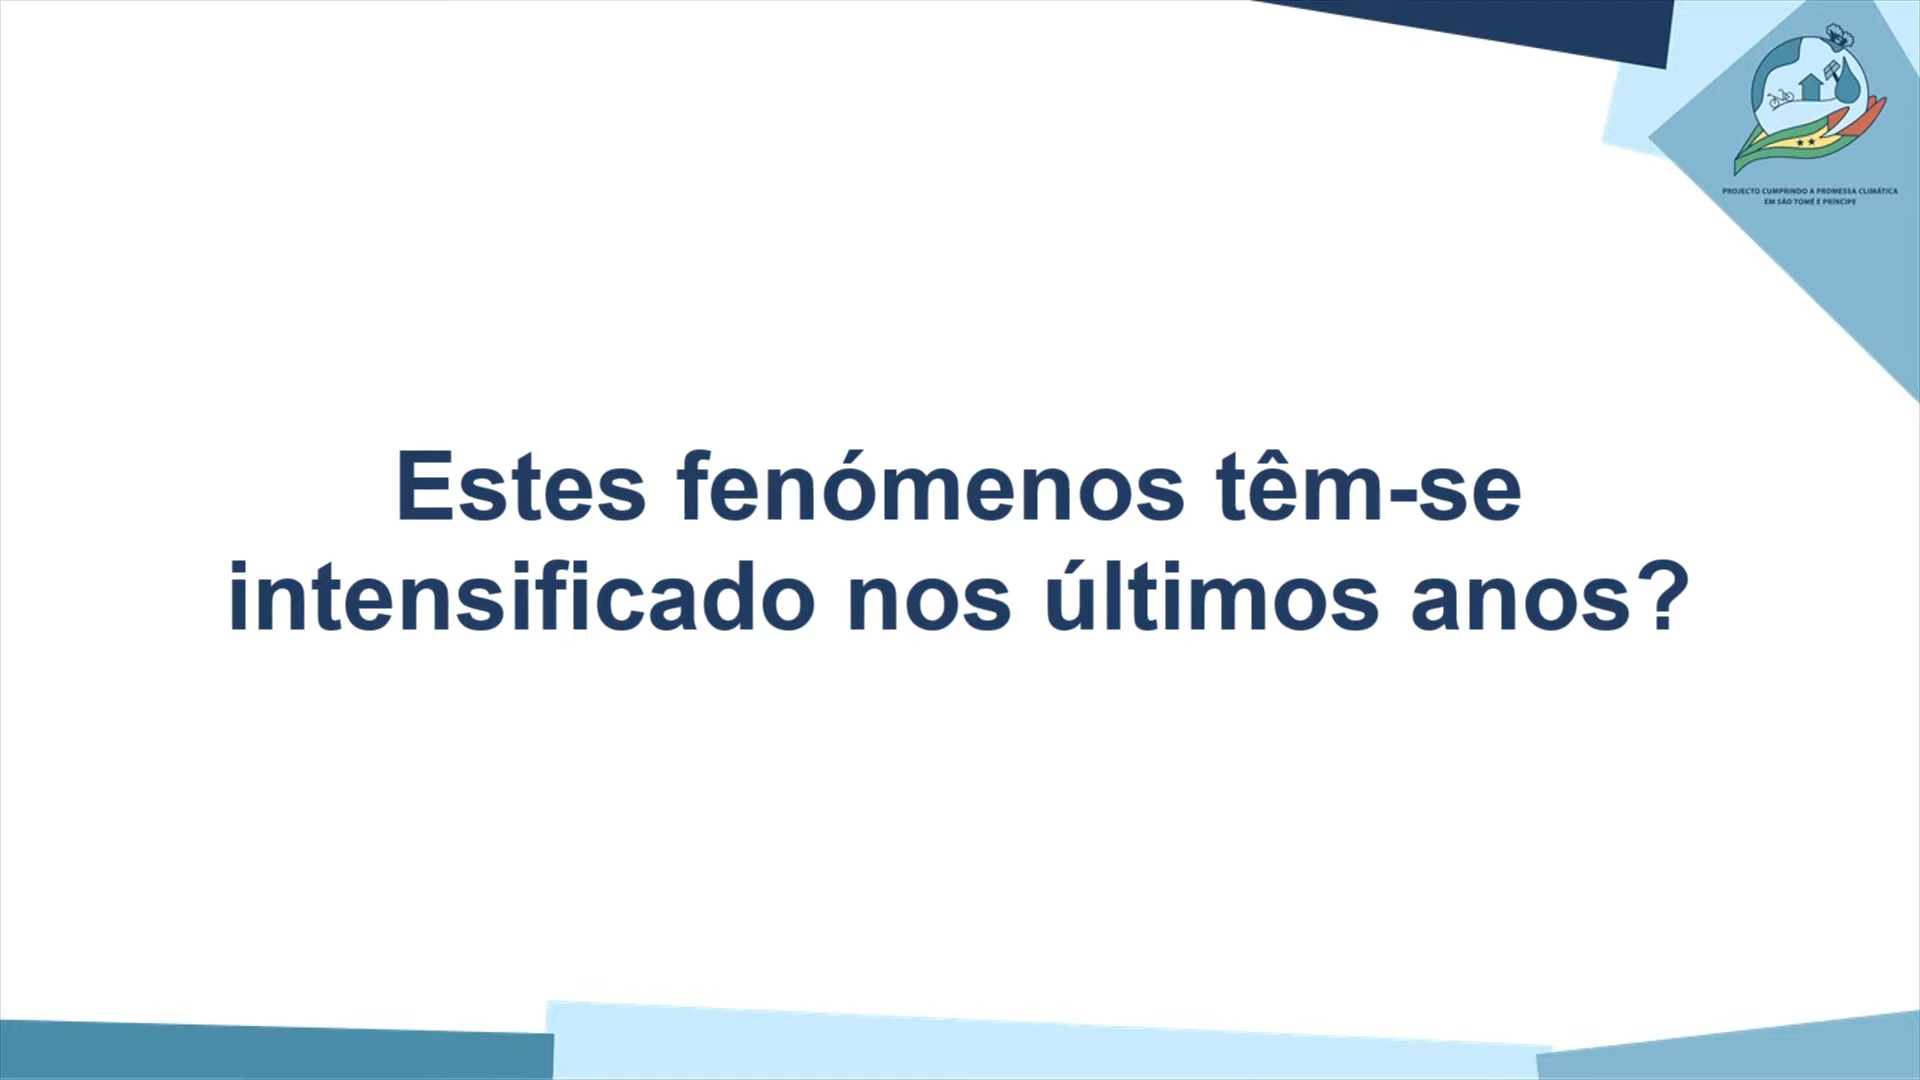 PROJECTO CUMPRINDO A PROMESSA CLIMÁTICA
EM SÃO TOMÉ E PRÍNCIPE
Estes fenómenos têm-se
intensificado nos últimos anos?